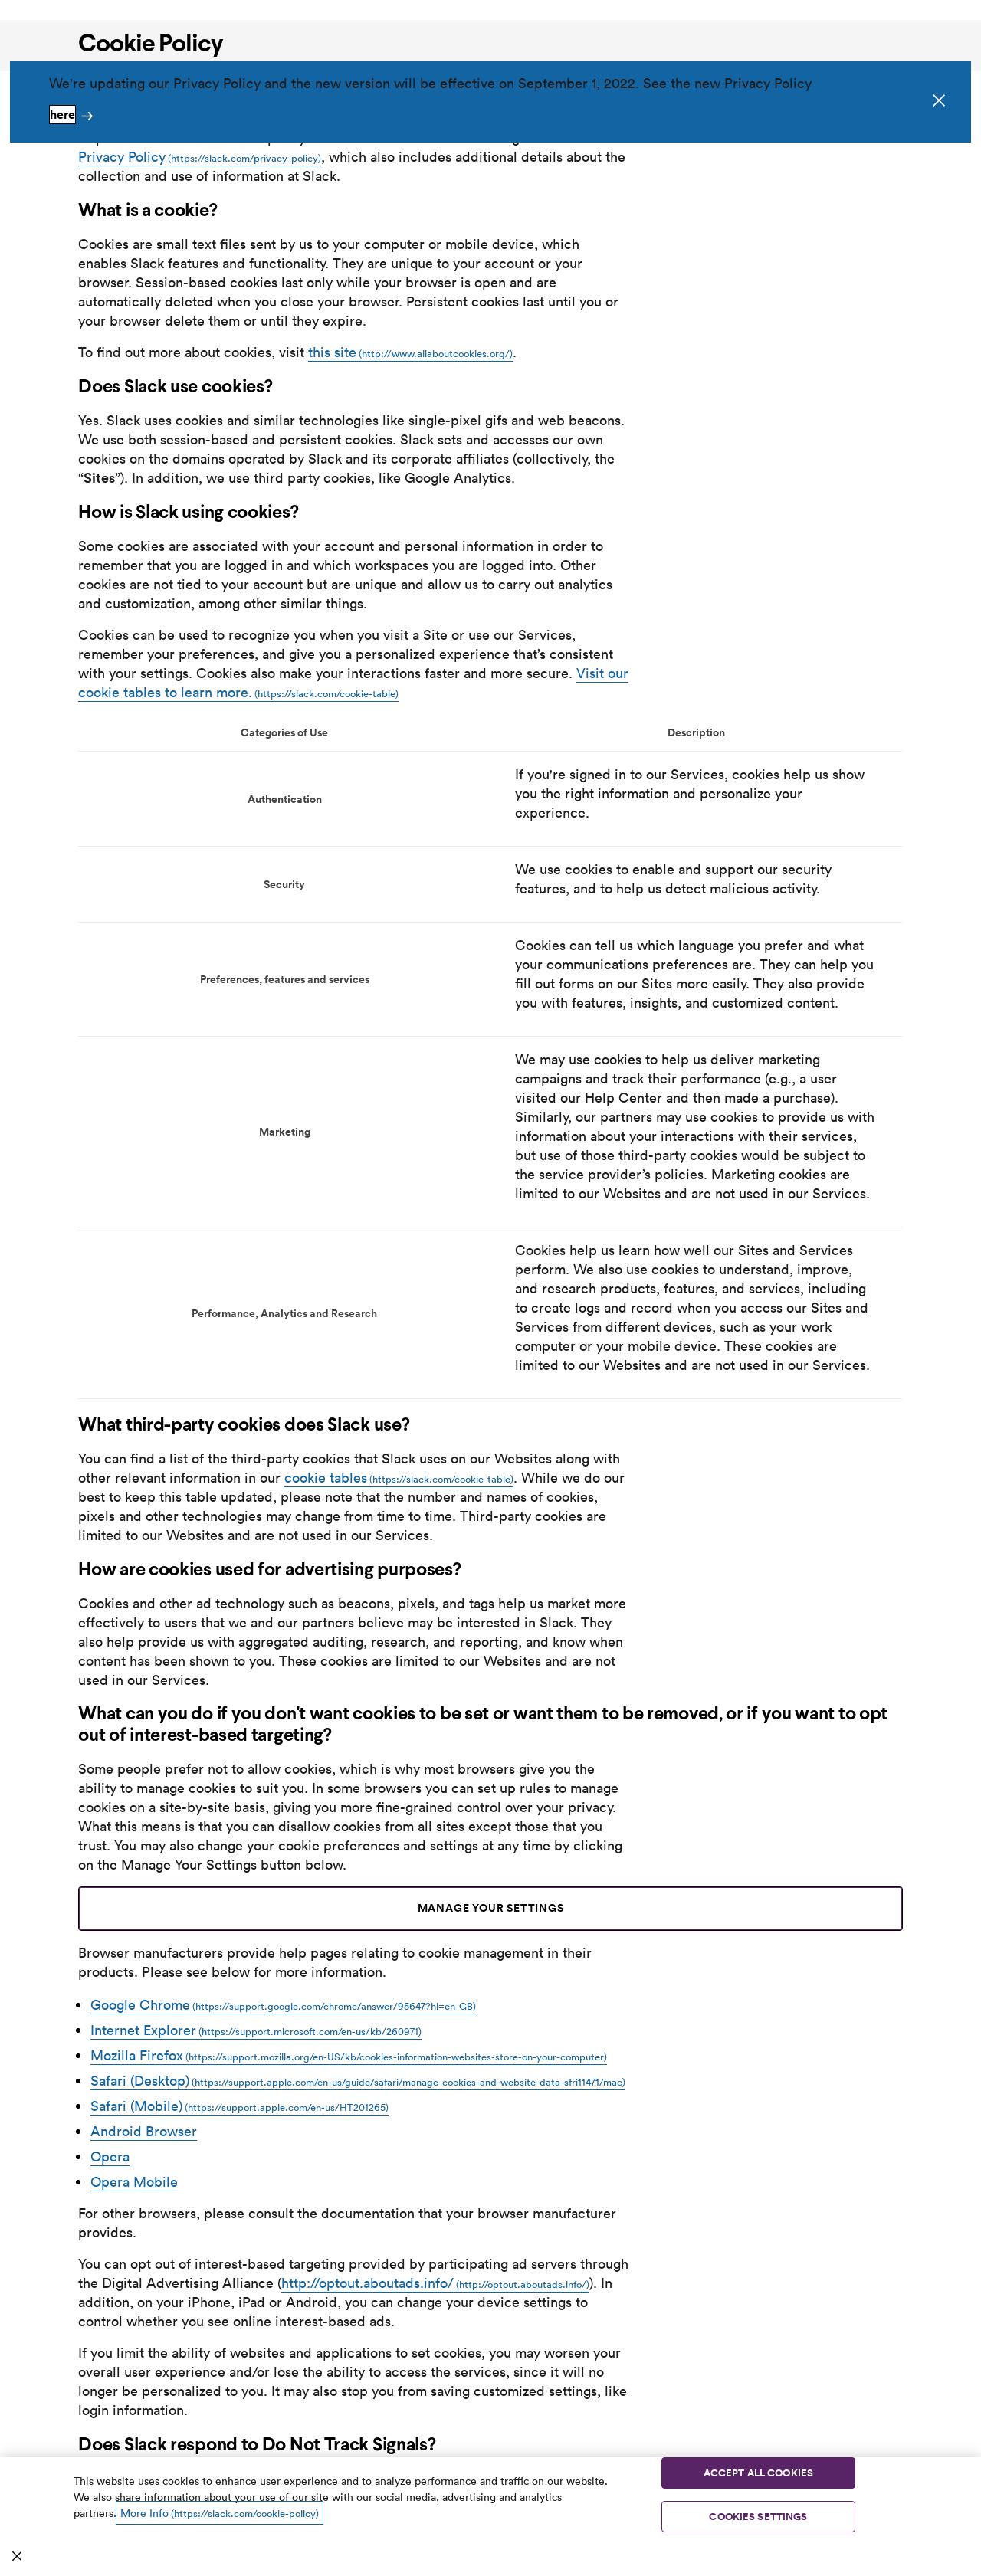 Cookie Policy
We're updating our Privacy Policy and the new version will be effective on September 1, 2022. See the new Privacy Policy
here →
Privacy Policy (https://slack.com/privacy-policy), which also includes additional details about the
collection and use of information at Slack.
What is a cookie?
Cookies are small text files sent by us to your computer or mobile device, which
enables Slack features and functionality. They are unique to your account or your
browser. Session-based cookies last only while your browser is open and are
automatically deleted when you close your browser. Persistent cookies last until you or
your browser delete them or until they expire.
To find out more about cookies, visit this site (http://www.allaboutcookies.org/).
Does Slack use cookies?
Yes. Slack uses cookies and similar technologies like single-pixel gifs and web beacons.
We use both session-based and persistent cookies. Slack sets and accesses our own
cookies on the domains operated by Slack and its corporate affiliates (collectively, the
“Sites”). In addition, we use third party cookies, like Google Analytics.
How is Slack using cookies?
Some cookies are associated with your account and personal information in order to
remember that you are logged in and which workspaces you are logged into. Other
cookies are not tied to your account but are unique and allow us to carry out analytics
and customization, among other similar things.
Cookies can be used to recognize you when you visit a Site or use our Services,
remember your preferences, and give you a personalized experience that’s consistent
with your settings. Cookies also make your interactions faster and more secure. Visit our
cookie tables to learn more. (https://slack.com/cookie-table)
Categories of Use Description
Authentication
If you're signed in to our Services, cookies help us show
you the right information and personalize your
experience.
Security
We use cookies to enable and support our security
features, and to help us detect malicious activity.
Preferences, features and services
Cookies can tell us which language you prefer and what
your communications preferences are. They can help you
fill out forms on our Sites more easily. They also provide
you with features, insights, and customized content.
Marketing
We may use cookies to help us deliver marketing
campaigns and track their performance (e.g., a user
visited our Help Center and then made a purchase).
Similarly, our partners may use cookies to provide us with
information about your interactions with their services,
but use of those third-party cookies would be subject to
the service provider’s policies. Marketing cookies are
limited to our Websites and are not used in our Services.
Performance, Analytics and Research
Cookies help us learn how well our Sites and Services
perform. We also use cookies to understand, improve,
and research products, features, and services, including
to create logs and record when you access our Sites and
Services from different devices, such as your work
computer or your mobile device. These cookies are
limited to our Websites and are not used in our Services.
What third-party cookies does Slack use?
You can find a list of the third-party cookies that Slack uses on our Websites along with
other relevant information in our cookie tables (https://slack.com/cookie-table). While we do our
best to keep this table updated, please note that the number and names of cookies,
pixels and other technologies may change from time to time. Third-party cookies are
limited to our Websites and are not used in our Services.
How are cookies used for advertising purposes?
Cookies and other ad technology such as beacons, pixels, and tags help us market more
effectively to users that we and our partners believe may be interested in Slack. They
also help provide us with aggregated auditing, research, and reporting, and know when
content has been shown to you. These cookies are limited to our Websites and are not
used in our Services.
What can you do if you don't want cookies to be set or want them to be removed, or if you want to opt
out of interest-based targeting?
Some people prefer not to allow cookies, which is why most browsers give you the
ability to manage cookies to suit you. In some browsers you can set up rules to manage
cookies on a site-by-site basis, giving you more fine-grained control over your privacy.
What this means is that you can disallow cookies from all sites except those that you
trust. You may also change your cookie preferences and settings at any time by clicking
on the Manage Your Settings button below.
MANAGE YOUR SETTINGS
Browser manufacturers provide help pages relating to cookie management in their
products. Please see below for more information.
• Google Chrome (https://support.google.com/chrome/answer/95647?hl=en-GB)
• Internet Explorer (https://support.microsoft.com/en-us/kb/260971)
• Mozilla Firefox (https://support.mozilla.org/en-US/kb/cookies-information-websites-store-on-your-computer)
• Safari (Desktop) (https://support.apple.com/en-us/guide/safari/manage-cookies-and-website-data-sfri11471/mac)
• Safari (Mobile) (https://support.apple.com/en-us/HT201265)
• Android Browser
• Opera
• Opera Mobile
For other browsers, please consult the documentation that your browser manufacturer
provides.
You can opt out of interest-based targeting provided by participating ad servers through
the Digital Advertising Alliance (http://optout.aboutads.info/ (http://optout.aboutads.info/)). In
addition, on your iPhone, iPad or Android, you can change your device settings to
control whether you see online interest-based ads.
If you limit the ability of websites and applications to set cookies, you may worsen your
overall user experience and/or lose the ability to access the services, since it will no
longer be personalized to you. It may also stop you from saving customized settings, like
login information.
Does Slack respond to Do Not Track Signals?
This website uses cookies to enhance user experience and to analyze performance and traffic on our website.
We also share information about your use of our site with our social media, advertising and analytics
partners. More Info (https://slack.com/cookie-policy)
ACCEPT ALL COOKIES
COOKIES SETTINGS